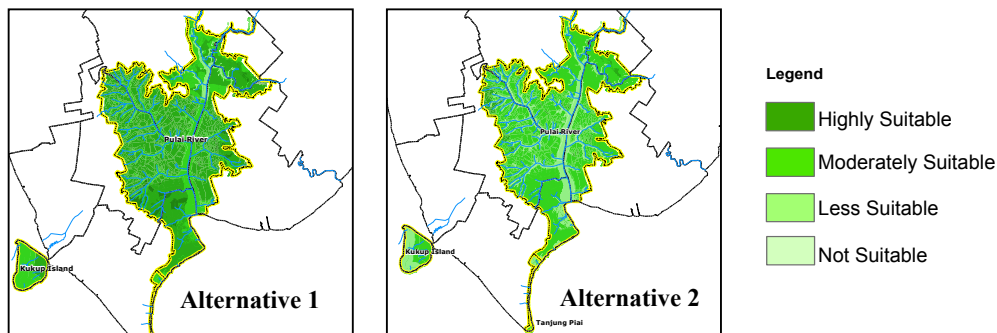 Pulai River
Kukup Island
Alternative 1
Pulai River
Kukup Island
Alternative 2
Tanjung Piai
Legend
Highly Suitable
Moderately Suitable
Less Suitable
Not Suitable